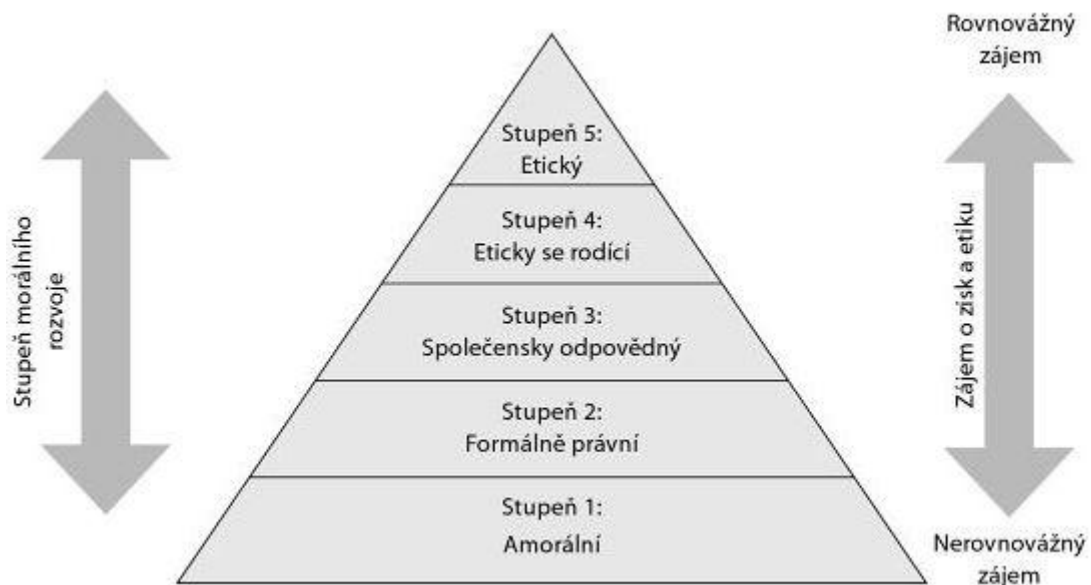 Rovnovážný
zájem
Stupeň morálního
rozvoje
Stupeň 5:
Etický
Stupeň 4:
Eticky se rodící
Stupeň 3:
Společensky odpovědný
Stupeň 2:
Formálně právní
Stupeň 1:
Amorální
Zájem o zisk a etiku
Nerovnovážný
zájem